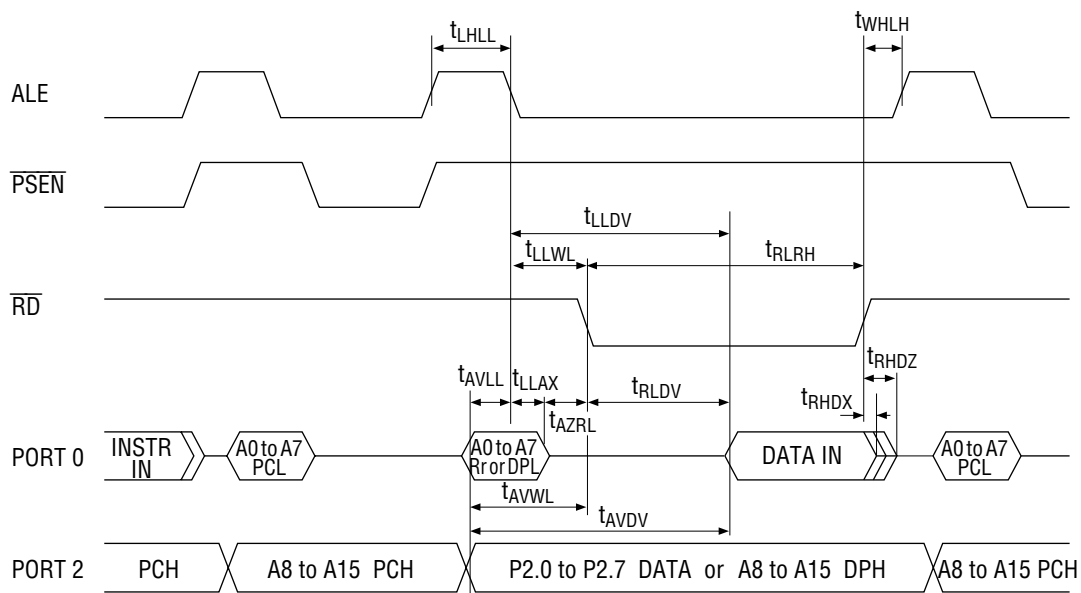 tLHLL
tWHLH
ALE
PSEN
tLLDV
tLLWL
tRLRH
RD
tRHDZ
tAVLL
tLLAX
tRLDV
tRHDX
tAZRL
PORT 0
INSTR
IN
A0 to A7
PCL
A0 to A7
Rr or DPL
DATA IN
A0 to A7
PCL
tAVWL
tAVDV
PORT 2
PCH
A8 to A15 PCH
P2.0 to P2.7 DATA or A8 to A15 DPH
A8 to A15 PCH